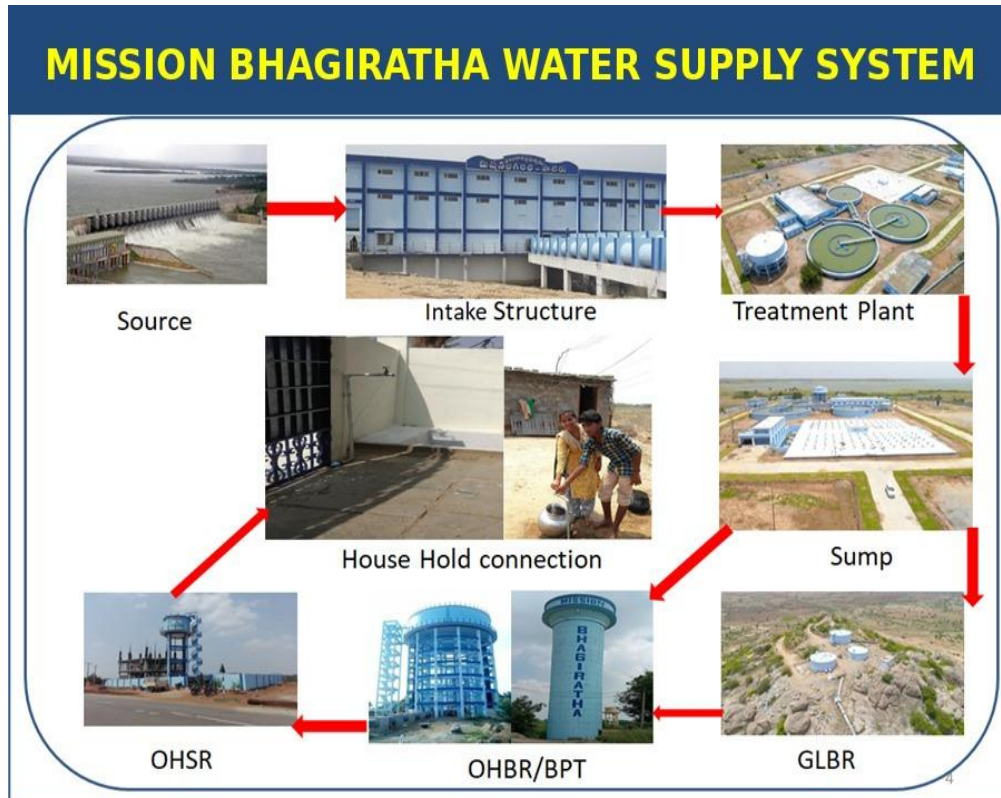 MISSION BHAGIRATHA WATER SUPPLY SYSTEM
Source
Intake Structure
Treatment Plant
House Hold connection
Sump
MISSION
BHAGIRATHA
OHSR
OHBR/BPT
GLBR
4